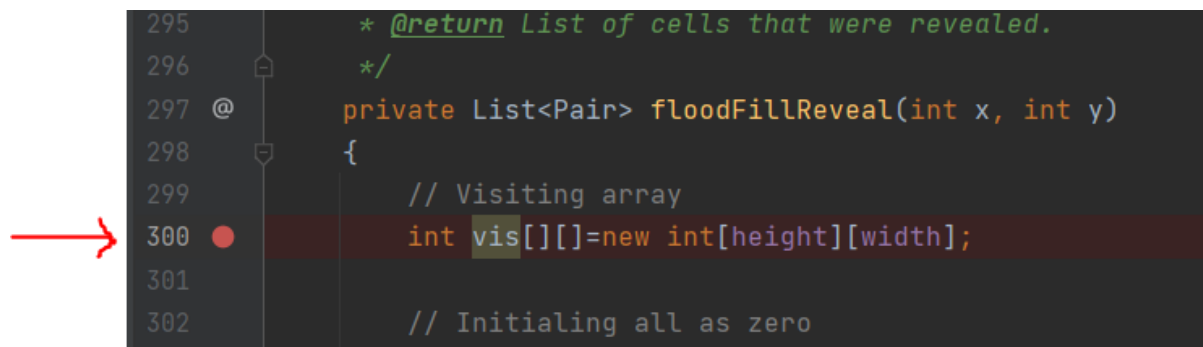 295 * @return List of cells that were revealed.
296 */
297 @ private List<Pair> floodFillReveal(int x, int y)
298 {
299 // Visiting array
300 int vis[][]=new int[height][width];
301
302 // Initialing all as zero